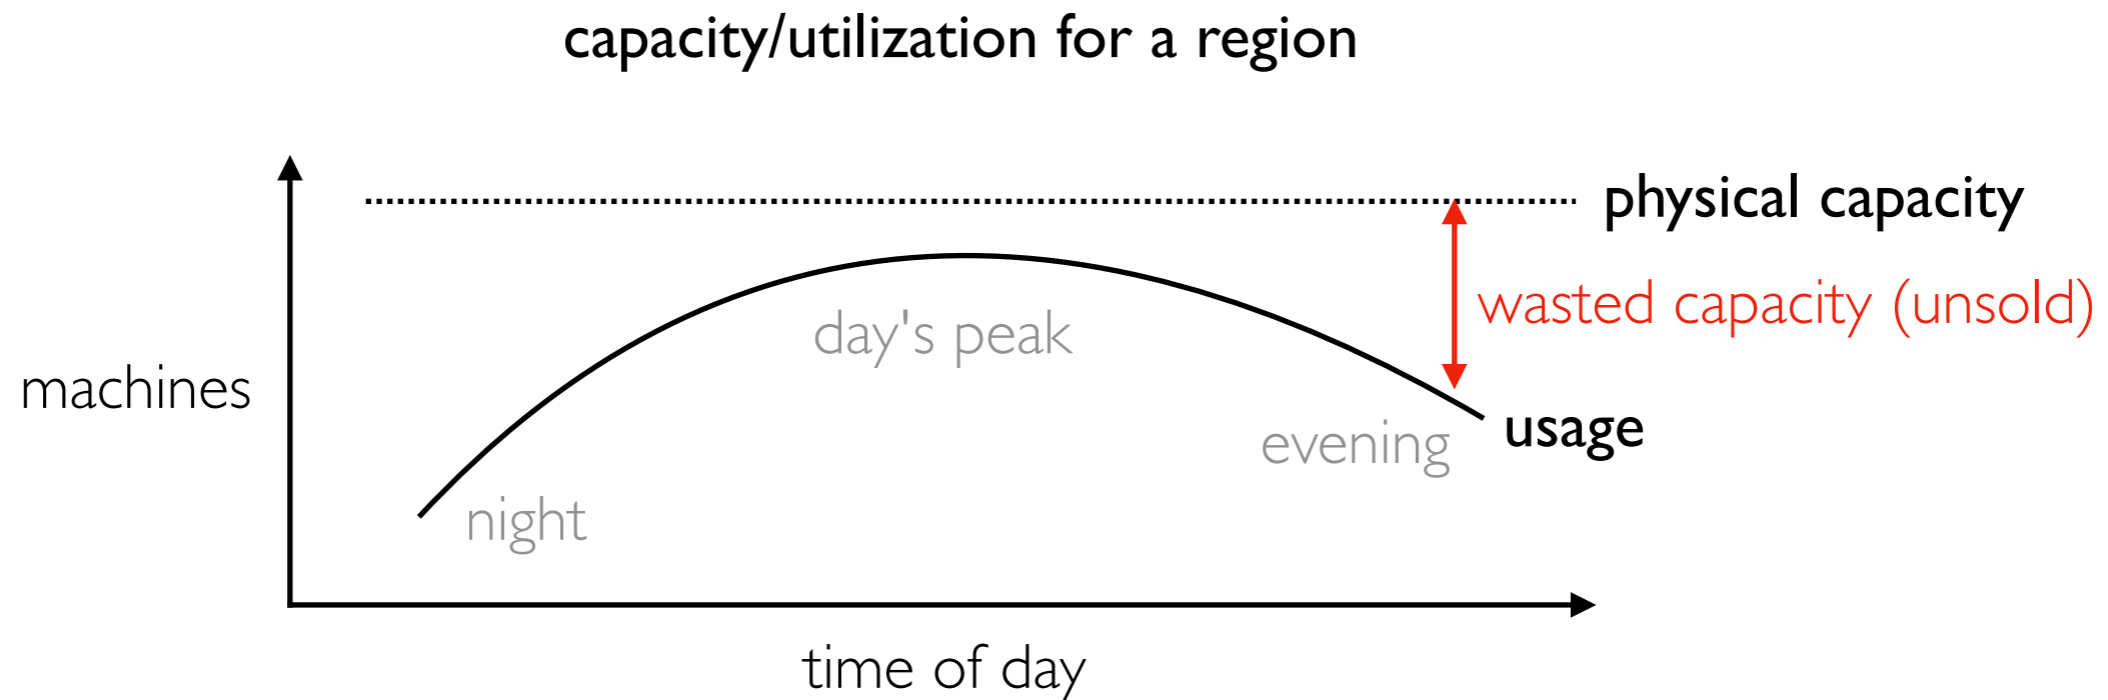 capacity/utilization for a region
physical capacity
wasted capacity (unsold)
day's peak
machines
usage
evening
night
time of day